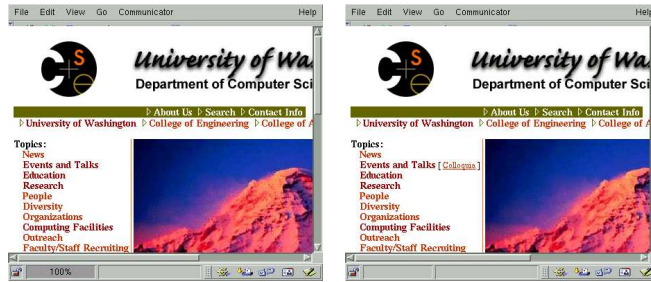 File Edit View Go Communicator Help
CSe
University of Wa
Department of Computer Sci
About Us Search Contact Info
University of Washington College of Engineering College of A
Topics:
News
Events and Talks
Education
Research
People
Diversity
Organizations
Computing Facilities
Outreach
Faculty/Staff Recruiting
100%
File Edit View Go Communicator Hel
CSe
University of Wa
Department of Computer Sci
About Us Search Contact Info
University of Washington College of Engineering College of A
Topics:
News
Events and Talks [ Colloquia ]
Education
Research
People
Diversity
Organizations
Computing Facilities
Outreach
Faculty/Staff Recruiting